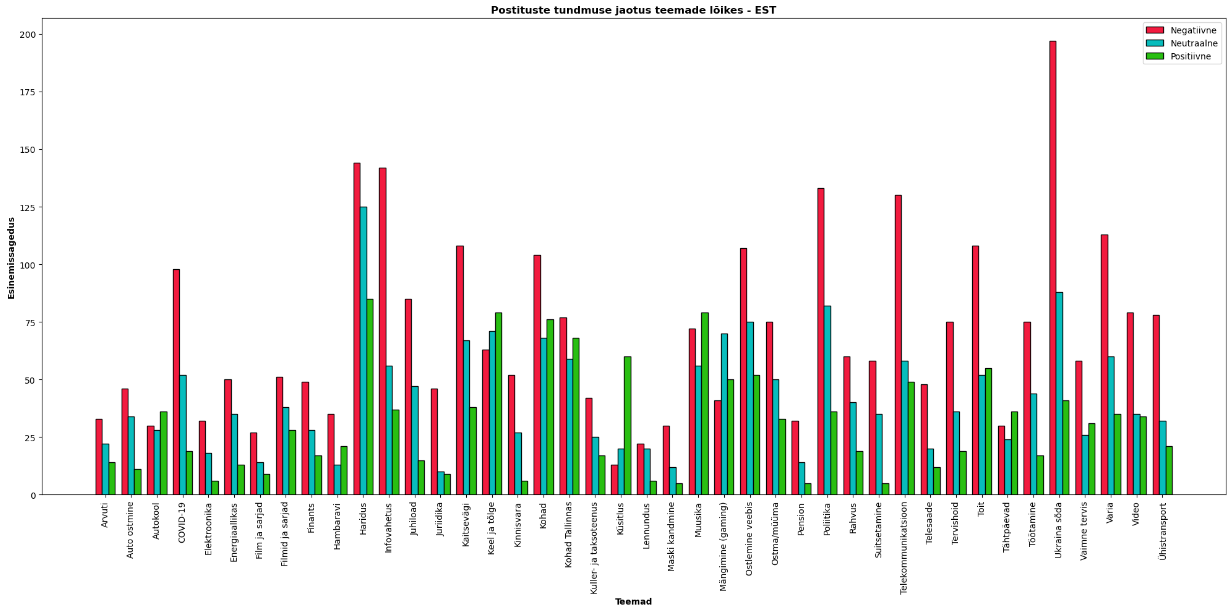 Postituste tundmuse jaotus teemade lõikes - EST
Negatiivne
Neutraalne
Positiivne
Esinemissagedus
200
175
150
125
100
75
50
25
0
Arvuti
Auto ostmine
Autokool
COVID-19
Elektroonika
Energiaallikas
Film ja sarjad
Filmid ja sarjad
Finants
Hambaravi
Haridus
Infovahetus
Juhiload
Juriidika
Kaitsevägi
Keel ja tõlge
Kinnisvara
Kohad
Kohad Tallinnas
Kuller- ja taksoteenus
Küsitlus
Lennundus
Maski kandmine
Muusika
Mängimine (gaming)
Ostlemine veebis
Ostma/müüma
Pension
Poliitika
Rahvus
Suitsetamine
Telekommunikatsioon
Telesaade
Tervishoid
Toit
Tähtpäevad
Töötamine
Ukraina sõda
Vaimne tervis
Varia
Video
Ühistransport
Teemad